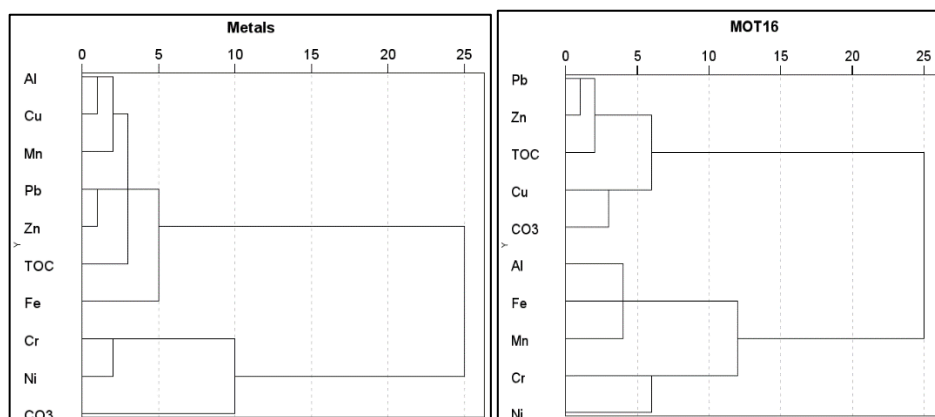 Metals
0 5 10 15 20 25
Al
Cu
Mn
Pb
Zn
TOC
Fe
Cr
Ni
CO3
Y
MOT16
0 5 10 15 20 25
Pb
Zn
TOC
Cu
CO3
Al
Fe
Mn
Cr
Ni
Y